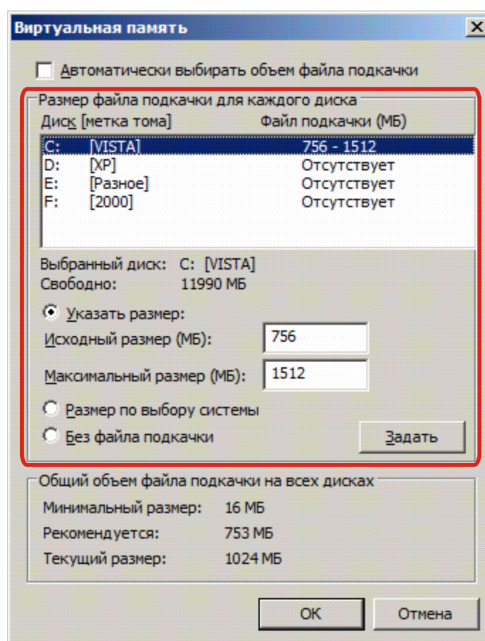 Виртуальная память
Автоматически выбирать объем файла подкачки
Размер файла подкачки для каждого диска
Диск [метка тома] Файл подкачки (МБ)
C: [VISTA] 756 - 1512
D: [XP] Отсутствует
E: [Разное] Отсутствует
F: [2000] Отсутствует
Выбранный диск: C: [VISTA]
Свободно: 11990 МБ
Указать размер:
Исходный размер (МБ): 756
Максимальный размер (МБ): 1512
Размер по выбору системы
Без файла подкачки Задать
Общий объем файла подкачки на всех дисках
Минимальный размер: 16 МБ
Рекомендуется: 753 МБ
Текущий размер: 1024 МБ
OK Отмена